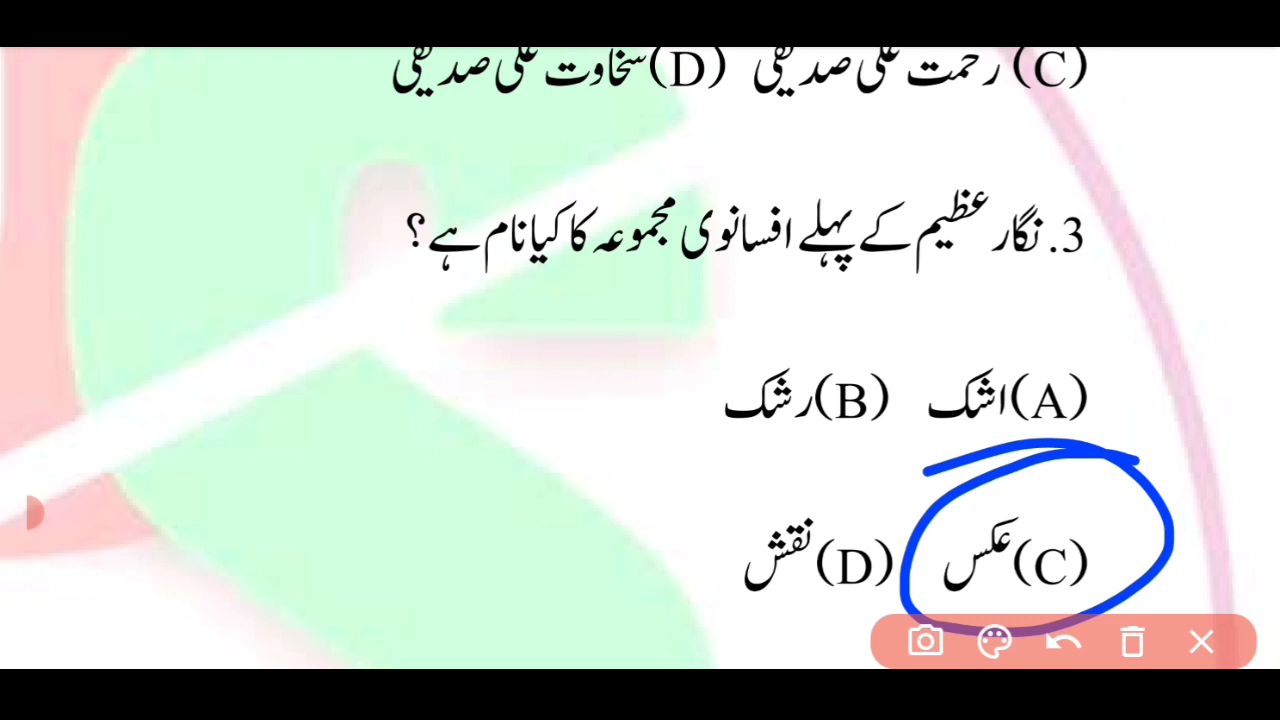 (C) رحمت علی صدیقی (D)سخاوت علی صدیقی
3. نگار عظیم کے پہلے افسانوی مجموعہ کا کیا نام ہے؟
(A)اشک (B)رشک
(C)عکس (D)نقش